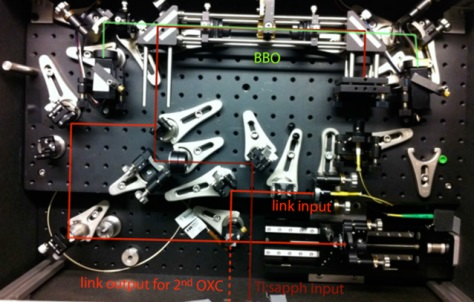 BBO
link input
link output for 2nd OXC
Ti:sapph input